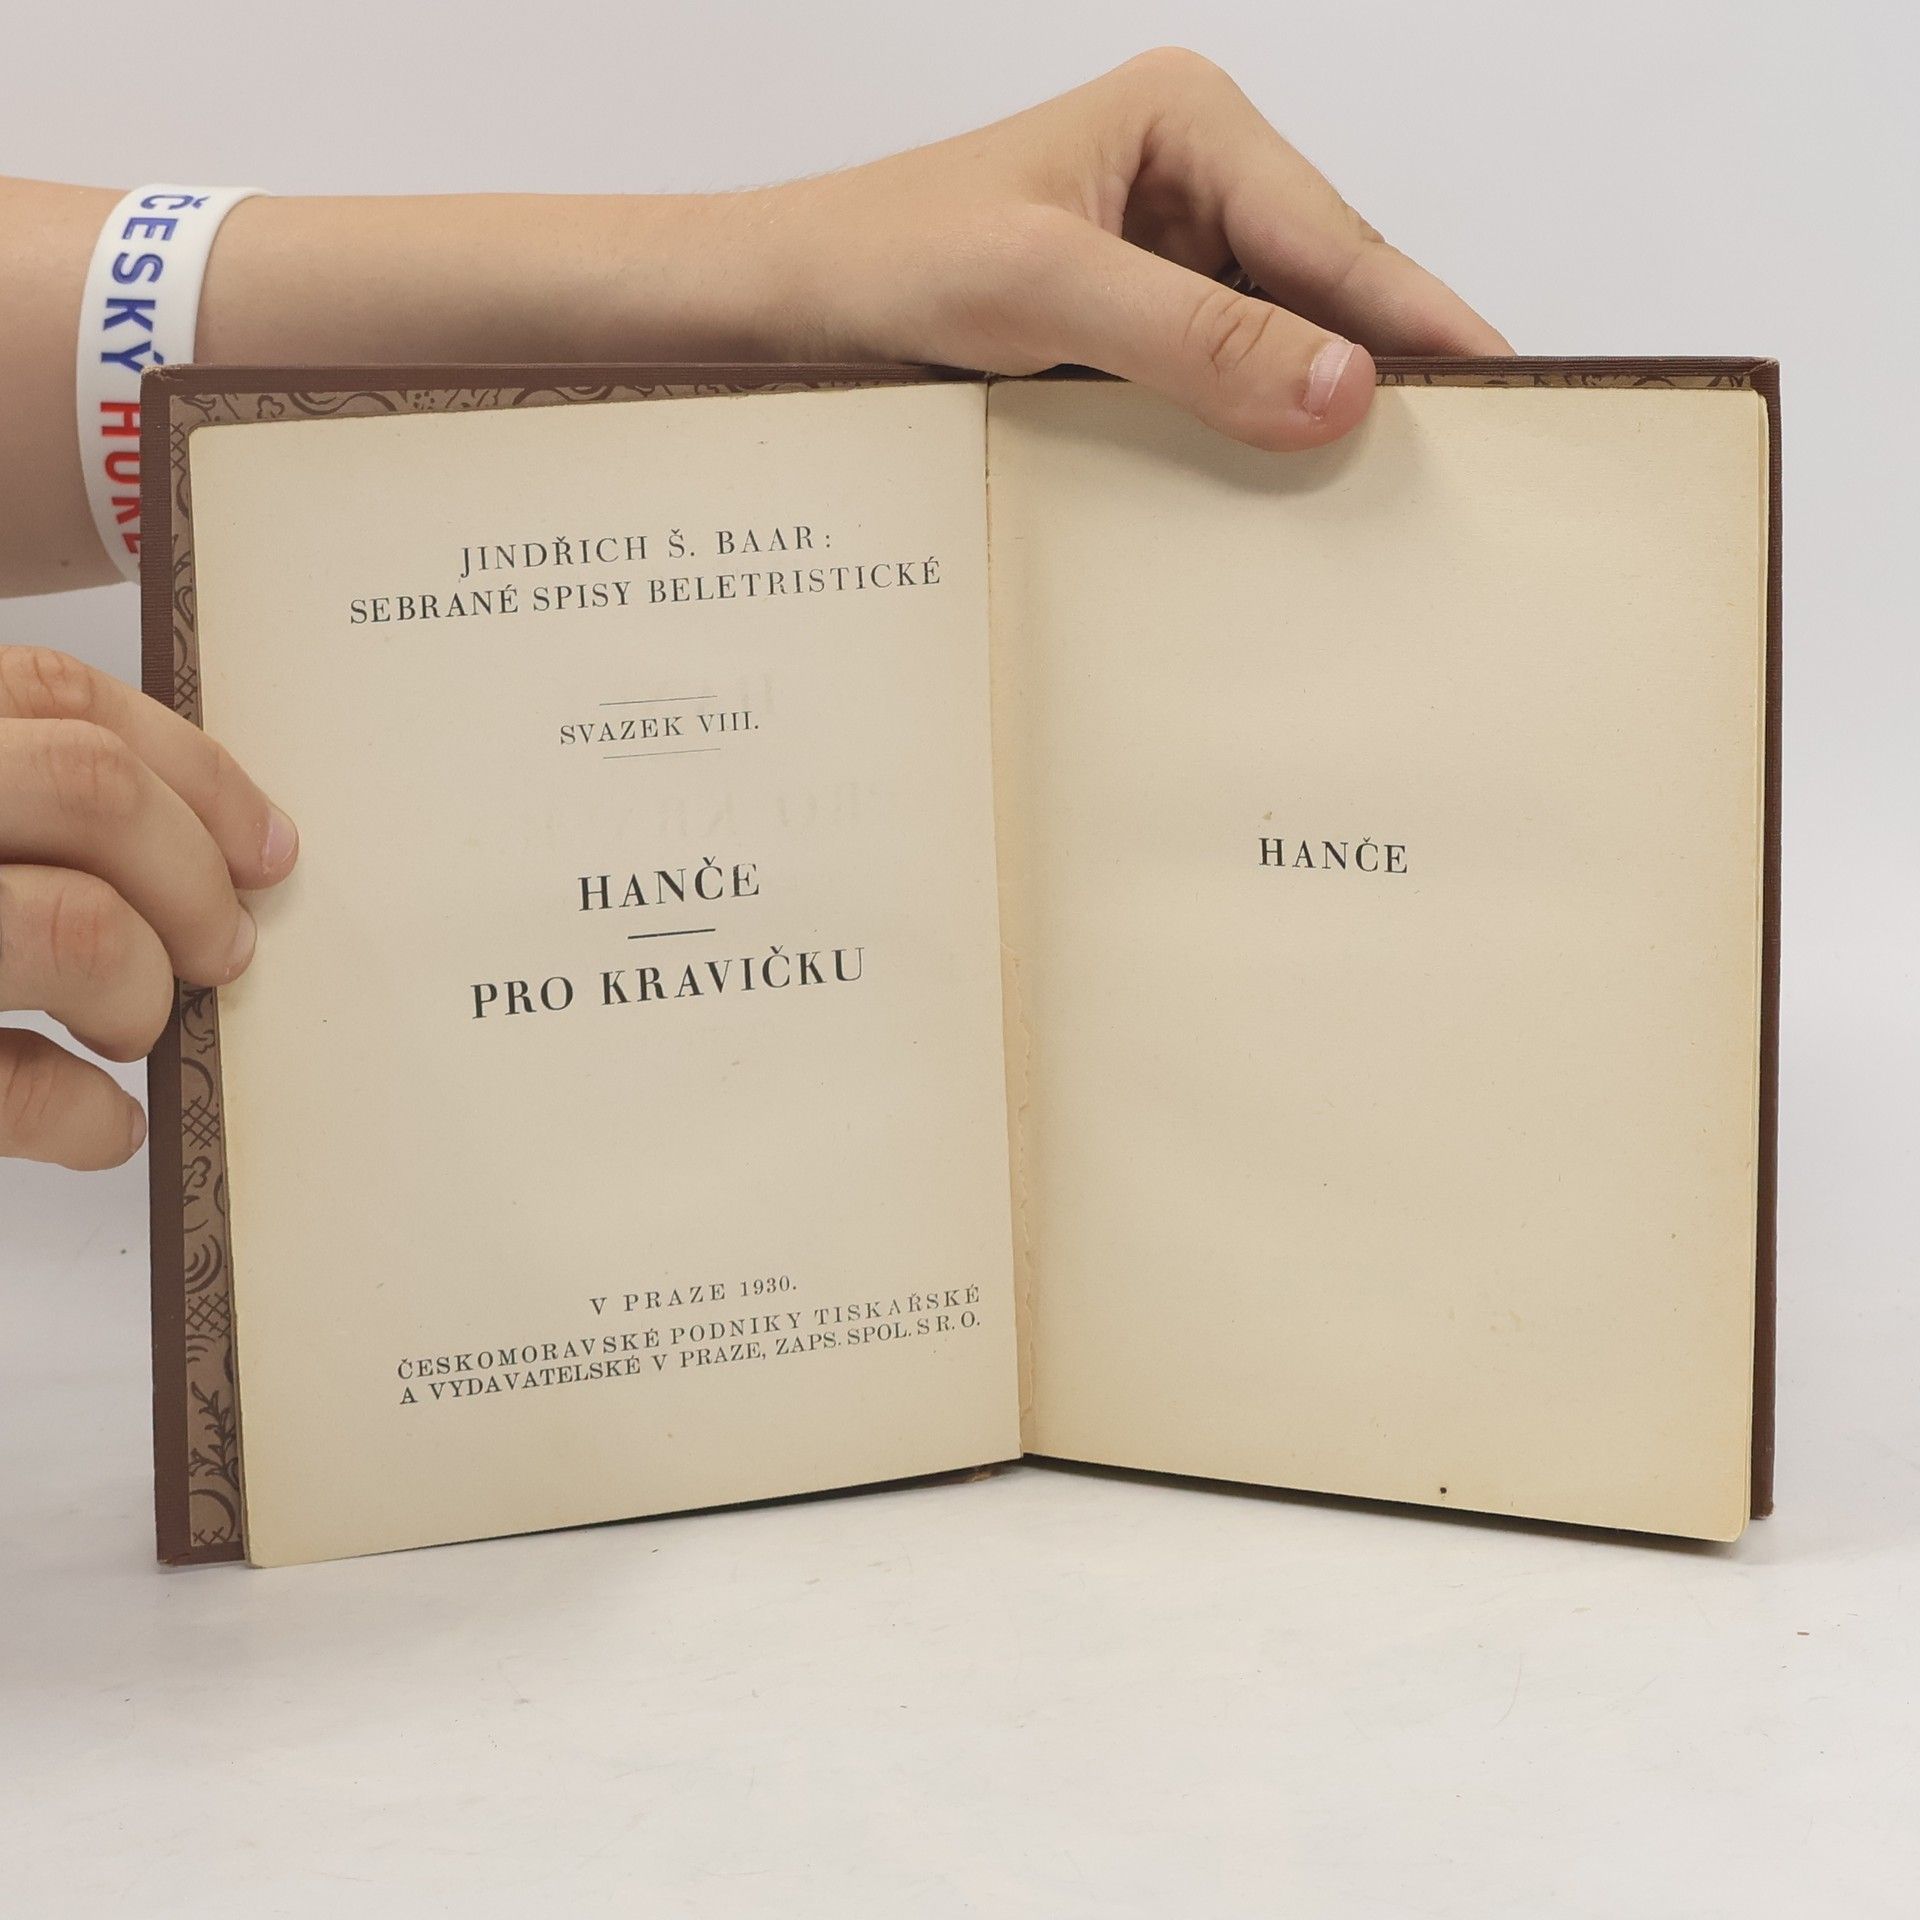 ČESKÝ
JINDŘICH Š. BAAR:
SEBRANÉ SPISY BELETRISTICKÉ
SVAZEK VIII.
HANČE
PRO KRAVIČKU
V PRAZE 1930.
ČESKOMORAVSKÉ PODNIKY TISKAŘSKÉ
A VYDAVATELSKÉ V PRAZE, ZAPS. SPOL. S R. O.
HANČE